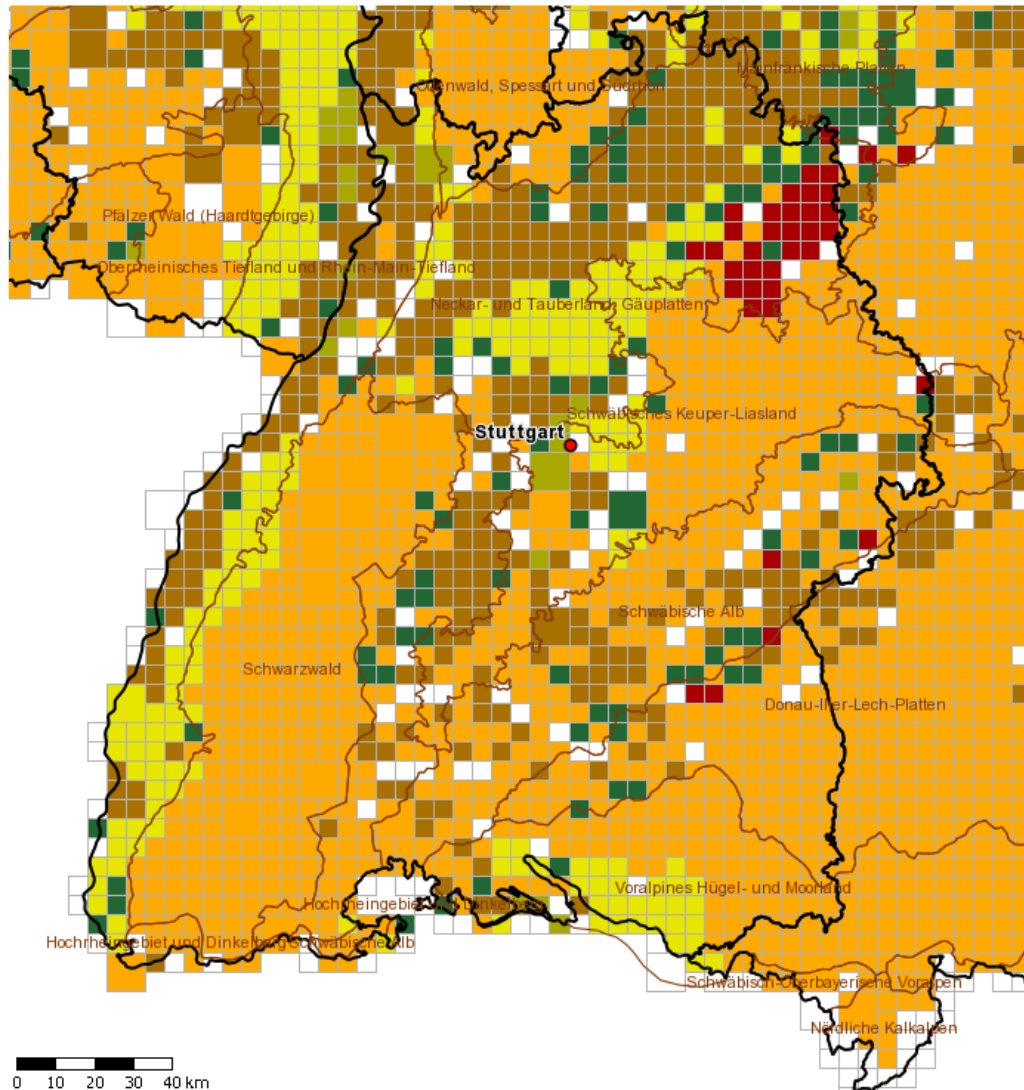 Mainfränkische Platten
Odenwald, Spessart und Südrhön
Pfälzer Wald (Haardtgebirge)
Oberrheinisches Tiefland und Rhein-Main-Tiefland
Neckar- und Tauberland, Gäuplatten
Schwäbisches Keuper-Liasland
Stuttgart
Schwäbische Alb
Schwarzwald
Donau-Iller-Lech-Platten
Voralpines Hügel- und Moorland
Hochrheingebiet und Dinkelberg
Hochrheingebiet und Dinkelberg Schwäbische Alb
Schwäbisch-Oberbayerische Voralpen
Nördliche Kalkalpen
0 10 20 30 40 km